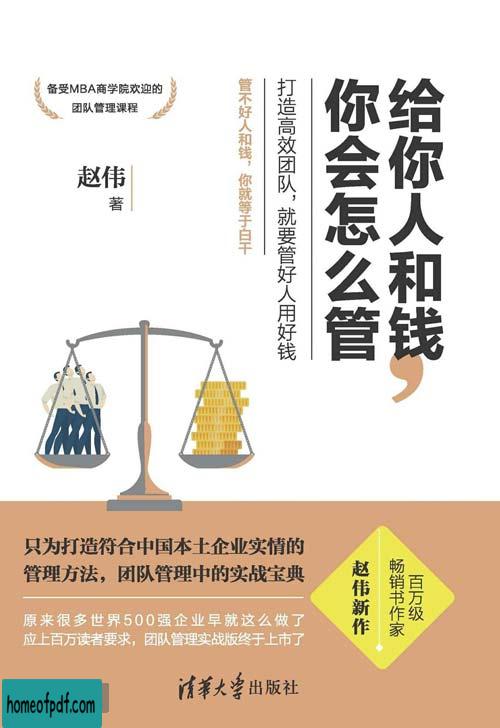 给你人和钱，
你会怎么管
打造高效团队，就要管好人用好钱
管不好人和钱，你就等于白干
备受MBA商学院欢迎的
团队管理课程
赵伟
著
只为打造符合中国本土企业实情的
管理方法，团队管理中的实战宝典
原来很多世界500强企业早就这么做了
应上百万读者要求，团队管理实战版终于上市了
百万级
畅销书作家
赵伟新作
清华大学出版社
homeofpdf.com